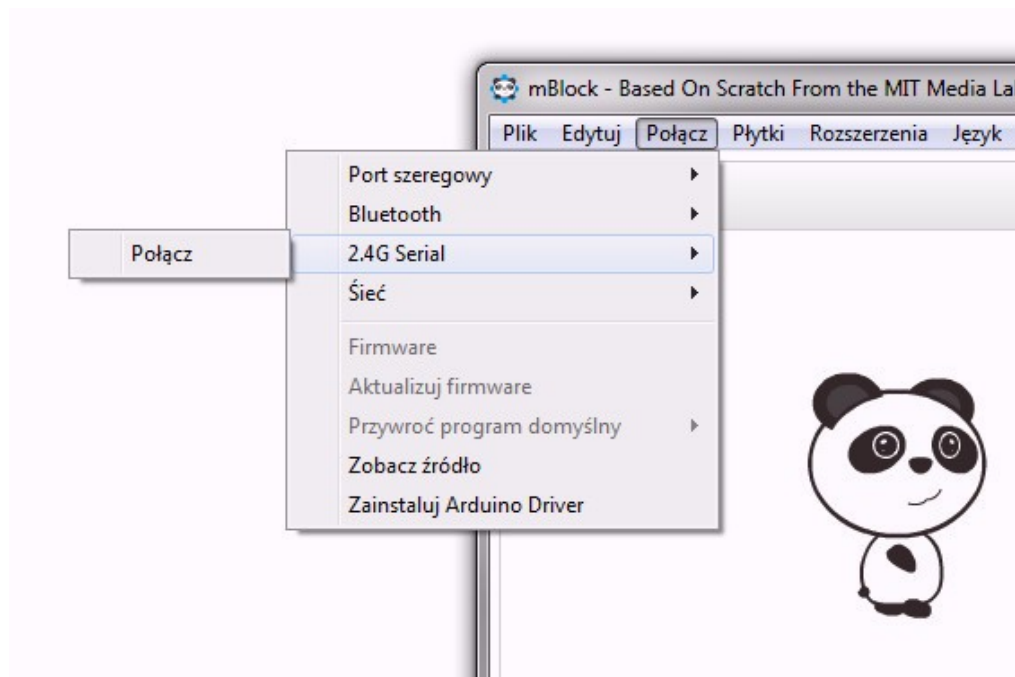 mBlock - Based On Scratch From the MIT Media La
Plik Edytuj Połącz Płytki Rozszerzenia Język
Port szeregowy
Bluetooth
2.4G Serial
Połącz
Śieć
Firmware
Aktualizuj firmware
Przywroć program domyślny
Zobacz źródło
Zainstaluj Arduino Driver